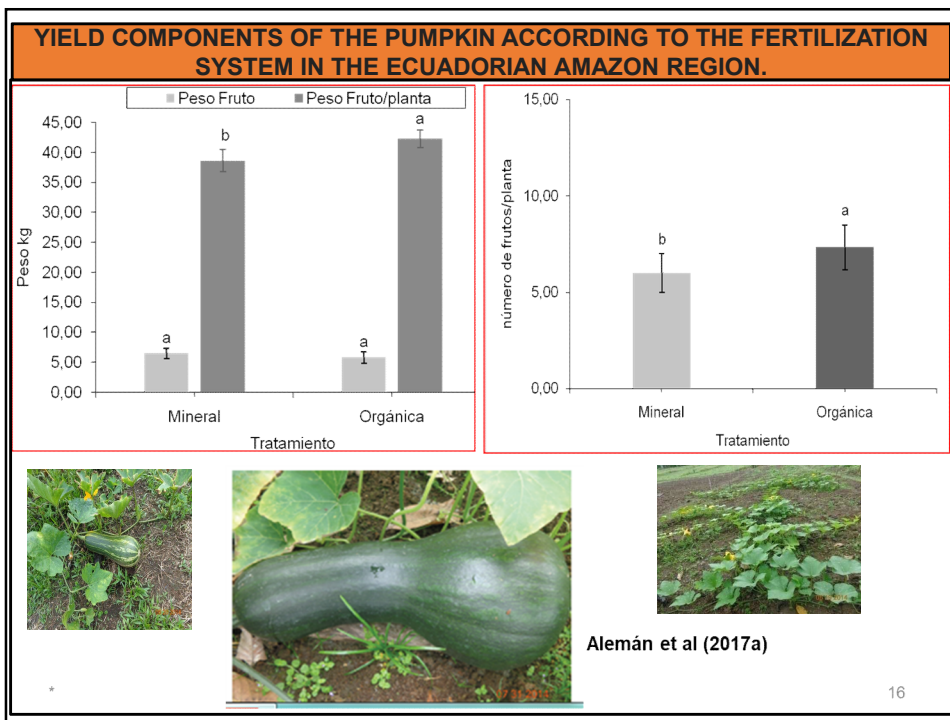 YIELD COMPONENTS OF THE PUMPKIN ACCORDING TO THE FERTILIZATION
SYSTEM IN THE ECUADORIAN AMAZON REGION.
Peso Fruto
Peso Fruto/planta
45,00
40,00
35,00
30,00
25,00
20,00
15,00
10,00
5,00
0,00
Peso kg
a
b
a
a
Mineral
Orgánica
Tratamiento
15,00
10,00
5,00
0,00
número de frutos/planta
b
a
Mineral
Orgánica
Tratamiento
Alemán et al (2017a)
*
16